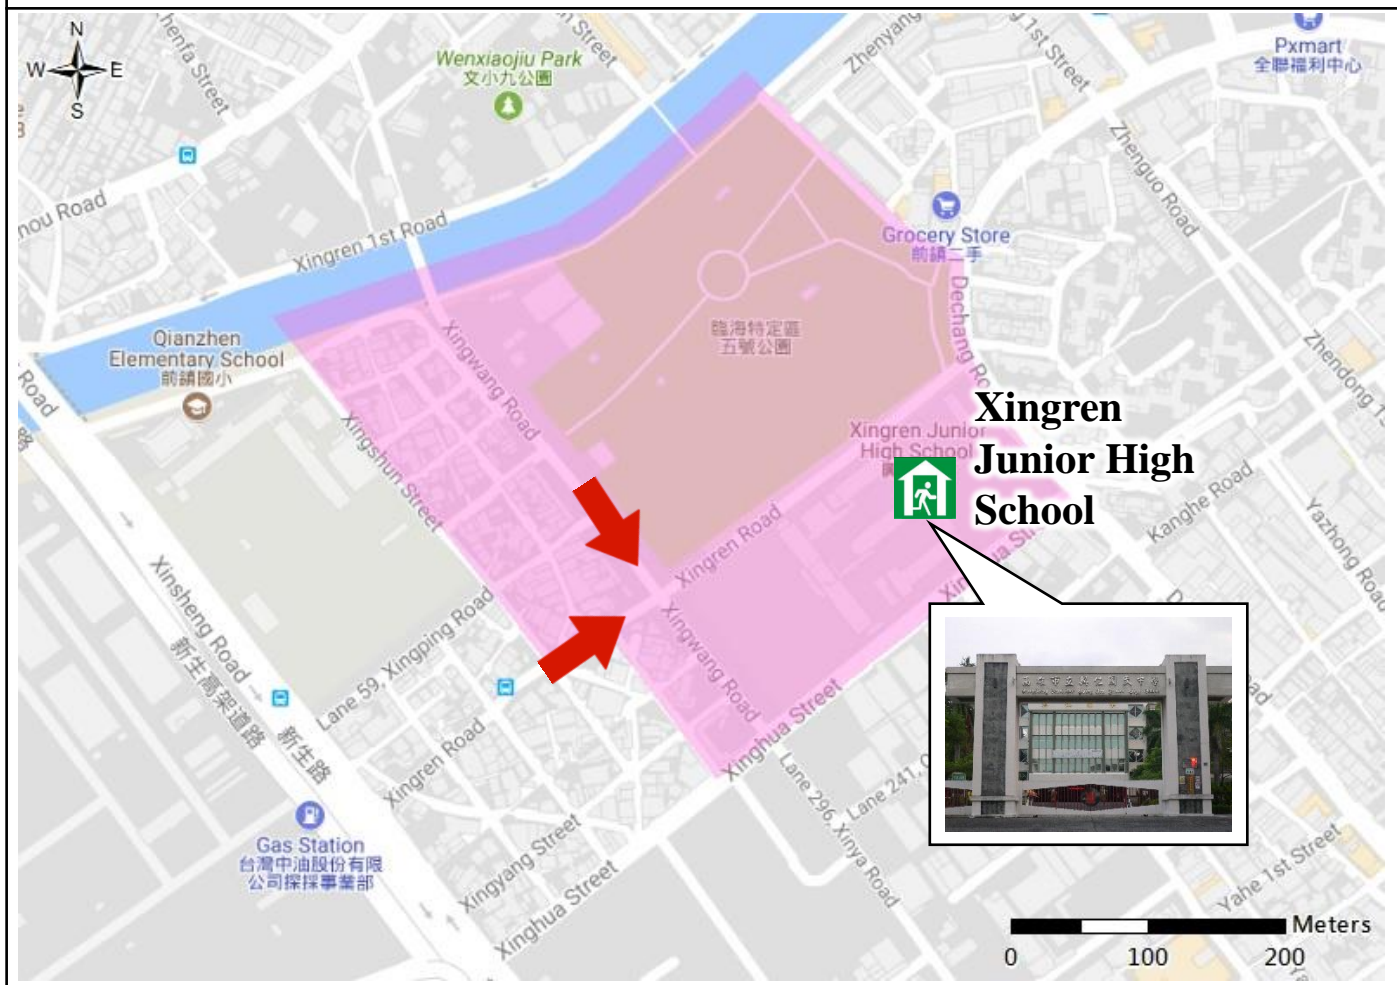 N
W E
S
Shenfa Street
Wenxiaojiu Park
文小九公園
Street
Zhenyang
1st Street
Pxmart
全聯福利中心
Zhenguo Road
nou Road
Xingren 1st Road
Grocery Store
前鎮二手
Dechang Ro
臨海特定區
五號公園
Qianzhen
Elementary School
前鎮國小
Xingwang Road
Xingshun Street
Road
路
Zhendong 1s
Xingren Junior
High School
Xingren
Junior High
School
Kanghe Road
Yazhong Road
Xingren Road
Xinghua Str
Xinsheng Road
新生高架道路
新生路
Lane 59, Xingping Road
Xingren Road
Xingwang Road
Xinghua Street
D
Road
Lane 241,
Lane 296, Xinya Road
Gas Station
台灣中油股份有限
公司探採事業部
Xingyang Street
Xinghua Street
Yahe 1st Street
Meters
0 100 200